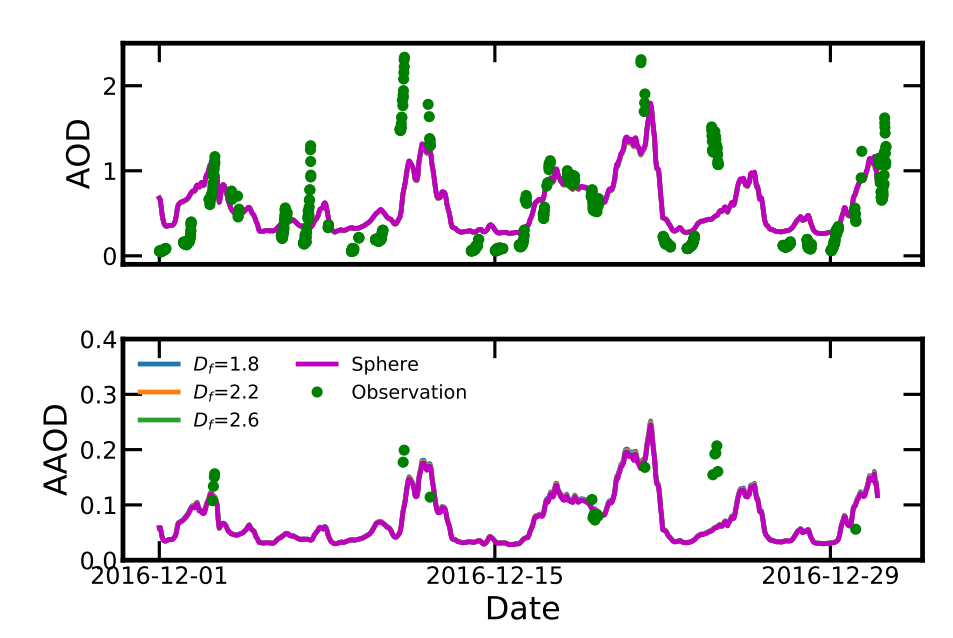 AOD
2
1
0
AAOD
0.4
0.3
0.2
0.1
0.0
D_f=1.8
D_f=2.2
D_f=2.6
Sphere
Observation
2016-12-01 2016-12-15 2016-12-29
Date